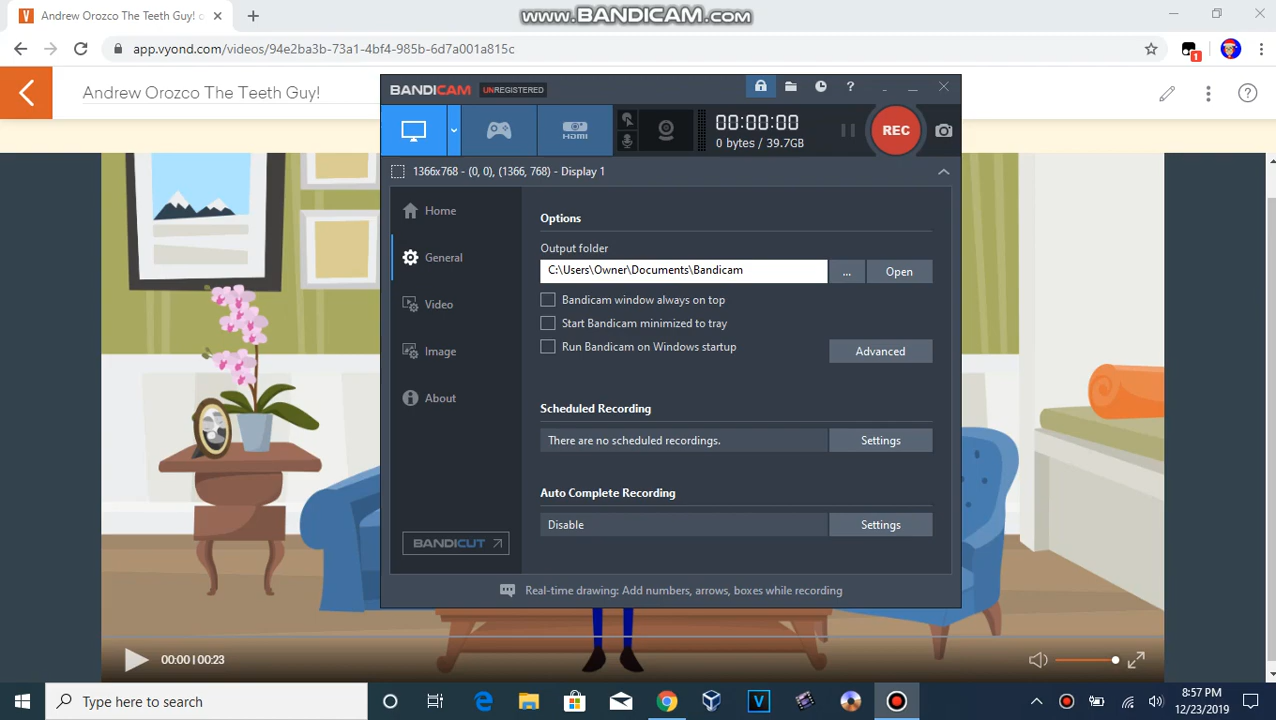 Andrew Orozco The Teeth Guy! o
www.BANDICAM.com
app.vyond.com/videos/94e2ba3b-73a1-4bf4-985b-6d7a001a815c
1
Andrew Orozco The Teeth Guy!
BANDICAM UNREGISTERED
HDMI
00:00:00
0 bytes / 39.7GB
REC
1366x768 - (0, 0), (1366, 768) - Display 1
Home
General
Video
Image
About
BANDICUT
Options
Output folder
C:\Users\Owner\Documents\Bandicam
...
Open
Bandicam window always on top
Start Bandicam minimized to tray
Run Bandicam on Windows startup
Advanced
Scheduled Recording
There are no scheduled recordings.
Settings
Auto Complete Recording
Disable
Settings
Real-time drawing: Add numbers, arrows, boxes while recording
00:00 | 00:23
Type here to search
8:57 PM
12/23/2019